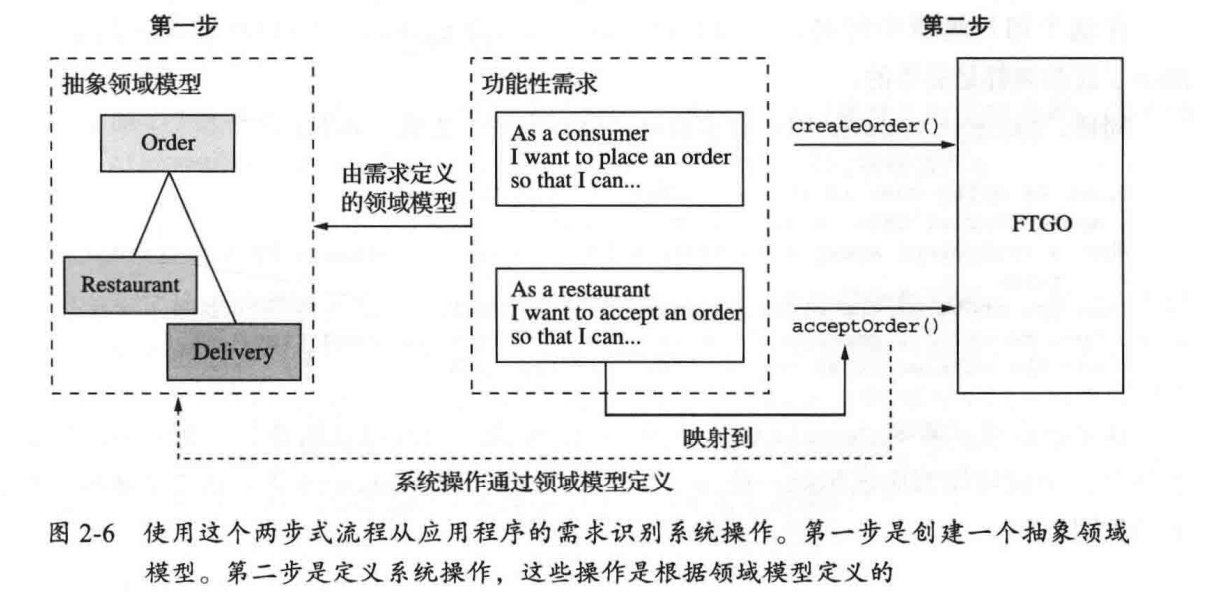 第一步
第二步
抽象领域模型
Order
Restaurant
Delivery
由需求定义
的领域模型
功能性需求
As a consumer
I want to place an order
so that I can...
As a restaurant
I want to accept an order
so that I can...
createOrder()
acceptOrder()
FTGO
映射到
系统操作通过领域模型定义
图 2-6 使用这个两步式流程从应用程序的需求识别系统操作。第一步是创建一个抽象领域
模型。第二步是定义系统操作，这些操作是根据领域模型定义的